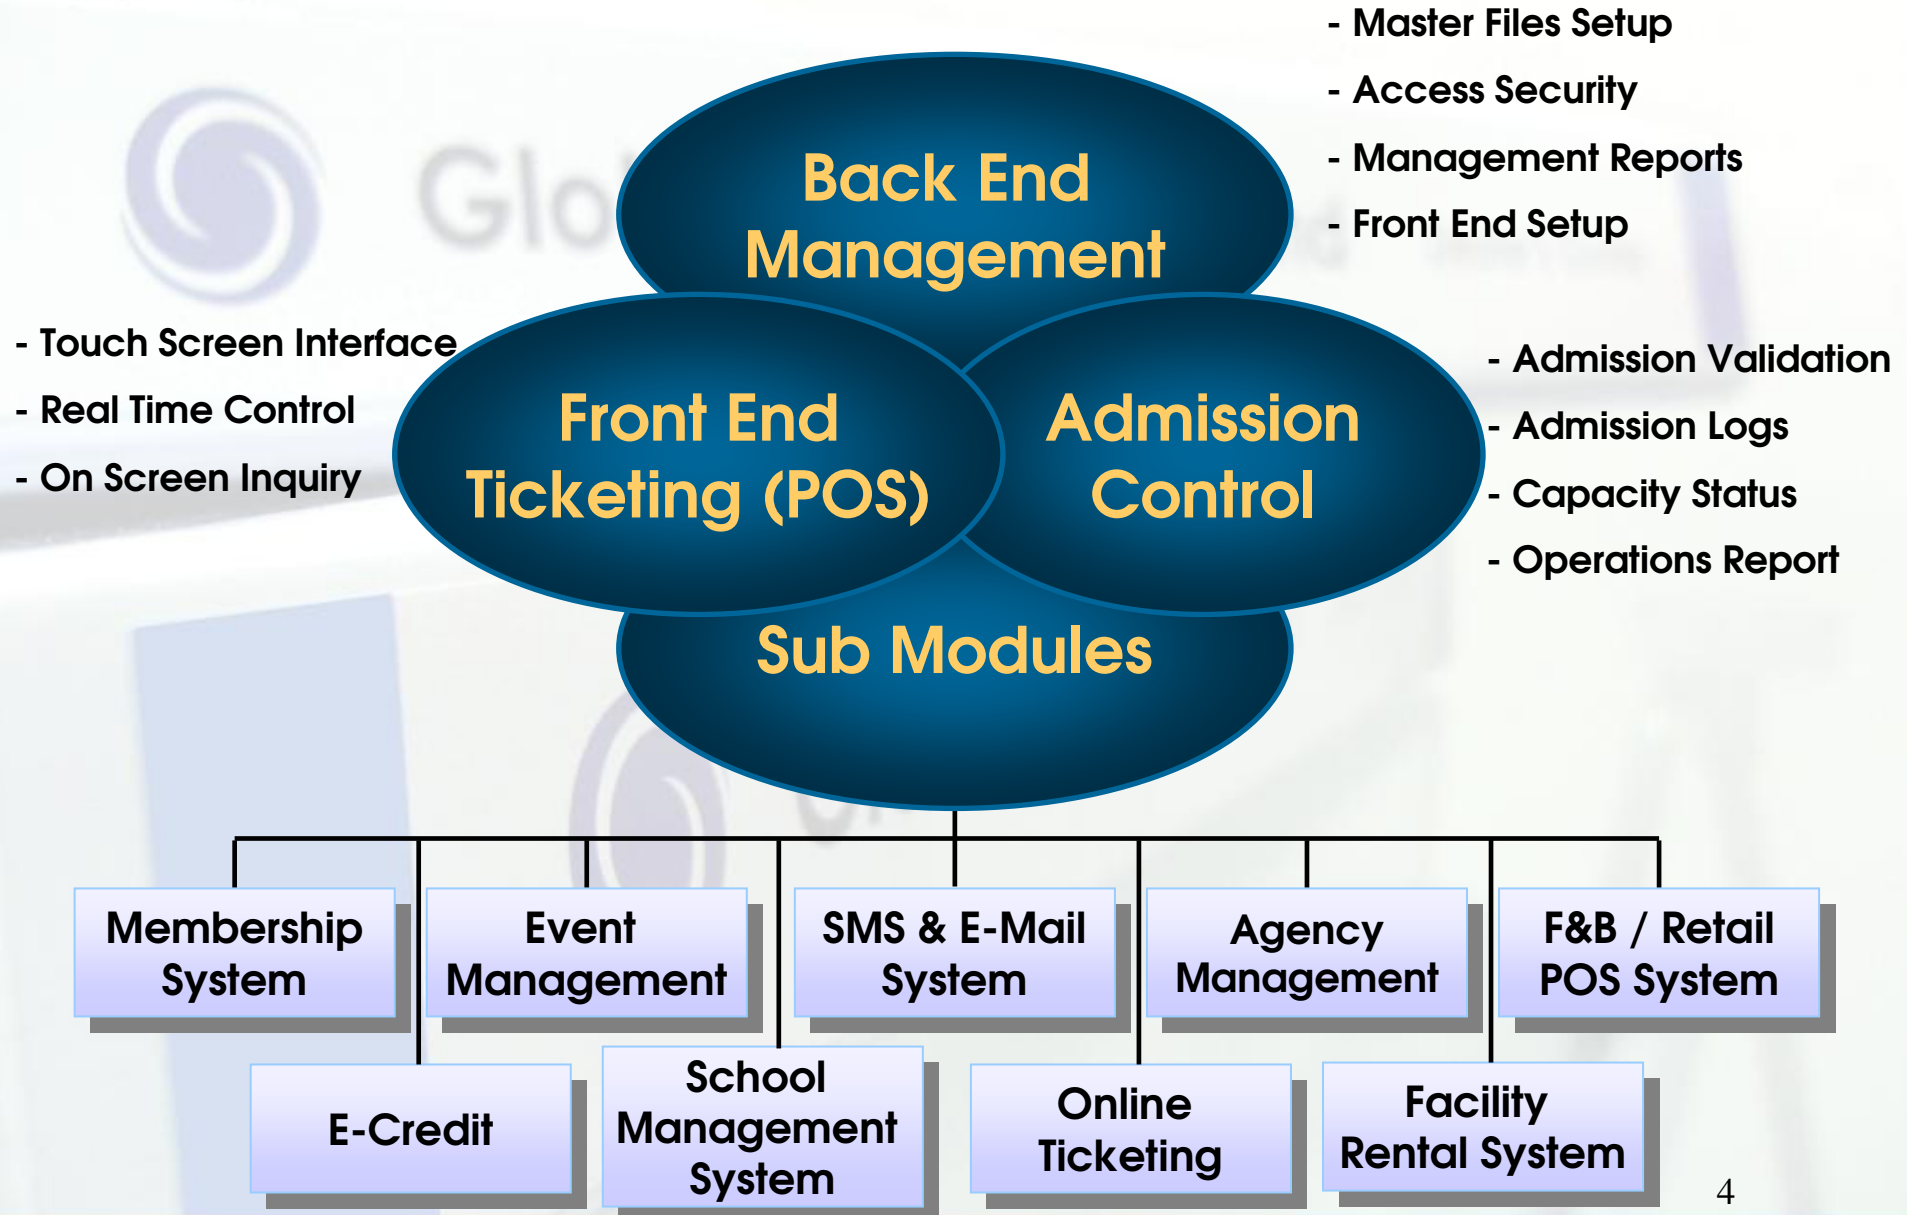 - Master Files Setup
- Access Security
- Management Reports
- Front End Setup
Back End
Management
- Touch Screen Interface
- Real Time Control
- On Screen Inquiry
Front End
Ticketing (POS)
Admission
Control
- Admission Validation
- Admission Logs
- Capacity Status
- Operations Report
Sub Modules
Membership
System
Event
Management
SMS & E-Mail
System
Agency
Management
F&B / Retail
POS System
E-Credit
School
Management
System
Online
Ticketing
Facility
Rental System
4